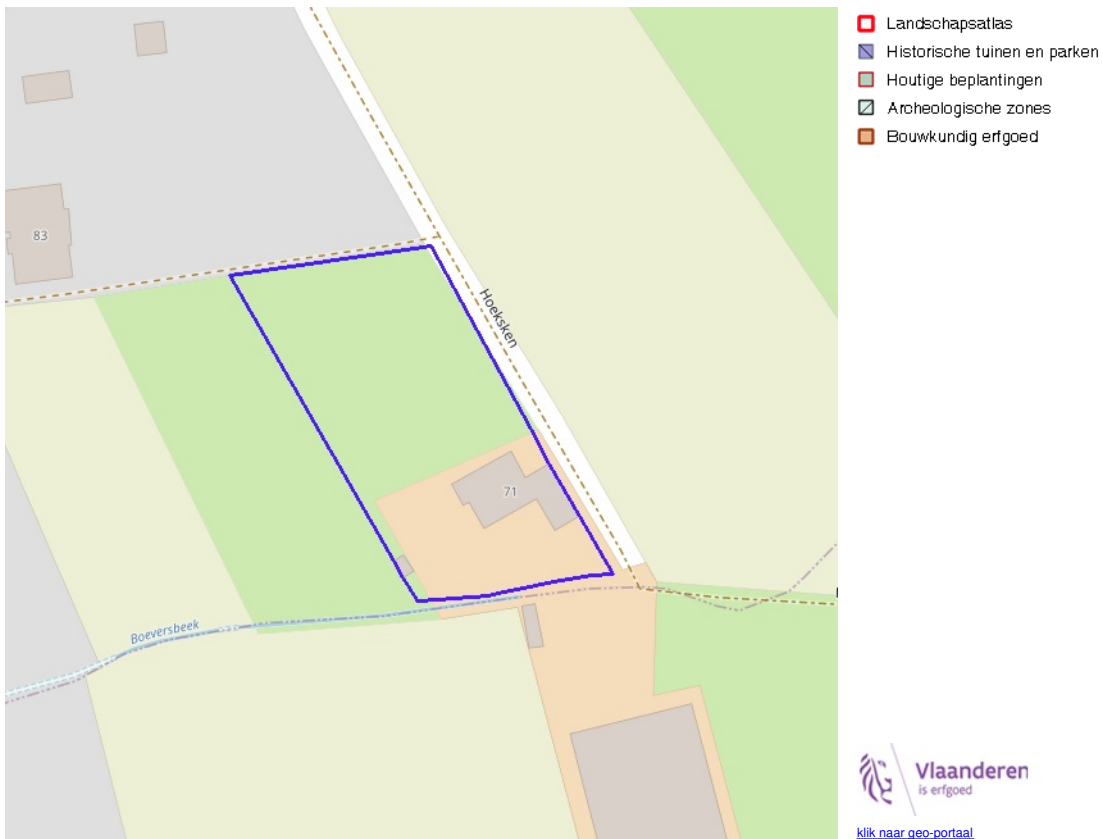 Landschapsatlas
Historische tuinen en parken
Houtige beplantingen
Archeologische zones
Bouwkundig erfgoed
83
Hoeksken
71
Boeversbeek
Vlaanderen
is erfgoed
klik naar geo-portaal